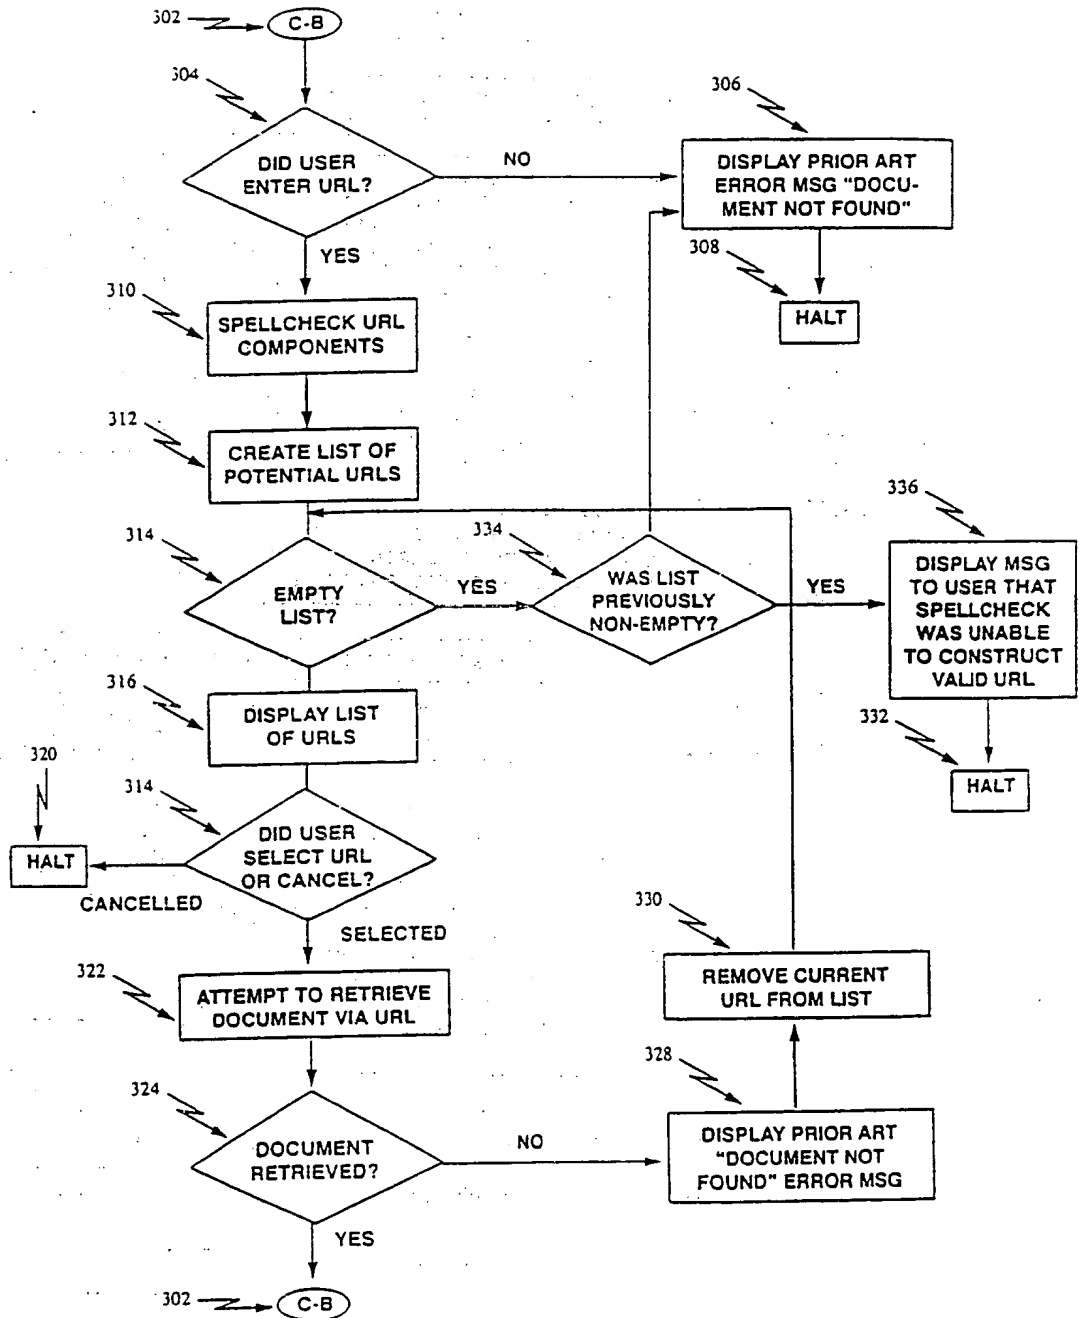 302
C-B
304
DID USER
ENTER URL?
NO
306
DISPLAY PRIOR ART
ERROR MSG "DOCU-
MENT NOT FOUND"
YES
308
HALT
310
SPELLCHECK URL
COMPONENTS
312
CREATE LIST OF
POTENTIAL URLS
314
EMPTY
LIST?
YES
334
WAS LIST
PREVIOUSLY
NON-EMPTY?
YES
336
DISPLAY MSG
TO USER THAT
SPELLCHECK
WAS UNABLE
TO CONSTRUCT
VALID URL
332
HALT
316
DISPLAY LIST
OF URLS
320
HALT
314
DID USER
SELECT URL
OR CANCEL?
CANCELLED
SELECTED
322
ATTEMPT TO RETRIEVE
DOCUMENT VIA URL
330
REMOVE CURRENT
URL FROM LIST
324
DOCUMENT
RETRIEVED?
NO
328
DISPLAY PRIOR ART
"DOCUMENT NOT
FOUND" ERROR MSG
YES
302
C-B